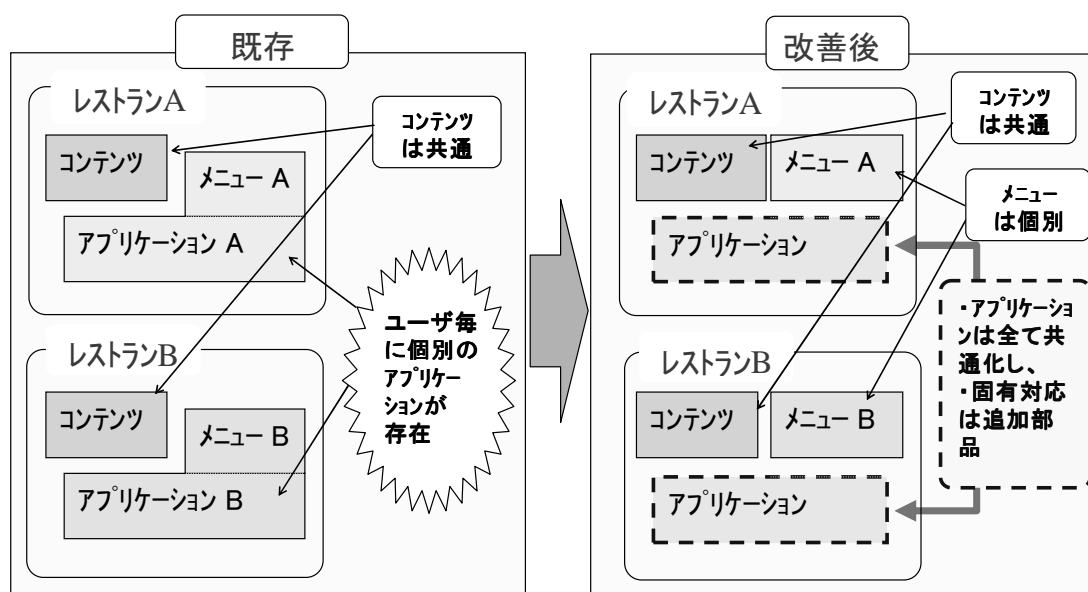 既存
レストランA
コンテンツ
メニュー A
アプリケーション A
コンテンツ
は共通
レストランB
コンテンツ
メニュー B
アプリケーション B
ユーザ毎
に個別の
アプリケー
ションが
存在
改善後
レストランA
コンテンツ
メニュー A
アプリケーション
コンテンツ
は共通
メニュー
は個別
レストランB
コンテンツ
メニュー B
アプリケーション
・アプリケーショ
ンは全て共
通化し、
・固有対応
は追加部
品